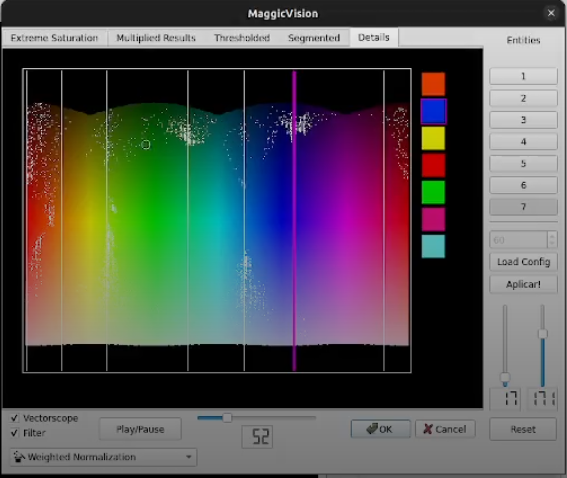 MaggicVision
Extreme Saturation Multiplied Results Thresholded Segmented Details
Entities
1
2
3
4
5
6
7
60
Load Config
Aplicar!
17 171
Vectorscope
Filter
Play/Pause
52
OK Cancel Reset
Weighted Normalization